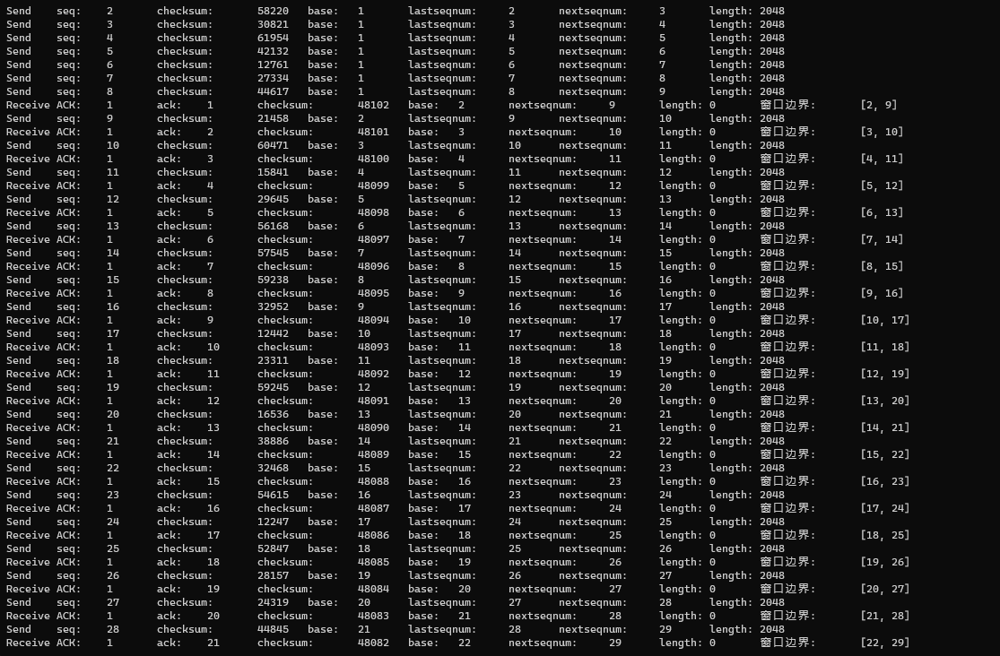 Send seq: 2 checksum: 58220 base: 1 lastseqnum: 2 nextseqnum: 3 length: 2048
Send seq: 3 checksum: 30821 base: 1 lastseqnum: 3 nextseqnum: 4 length: 2048
Send seq: 4 checksum: 61954 base: 1 lastseqnum: 4 nextseqnum: 5 length: 2048
Send seq: 5 checksum: 42132 base: 1 lastseqnum: 5 nextseqnum: 6 length: 2048
Send seq: 6 checksum: 12761 base: 1 lastseqnum: 6 nextseqnum: 7 length: 2048
Send seq: 7 checksum: 27334 base: 1 lastseqnum: 7 nextseqnum: 8 length: 2048
Send seq: 8 checksum: 44617 base: 1 lastseqnum: 8 nextseqnum: 9 length: 2048
Receive ACK: 1 ack: 1 checksum: 48102 base: 2 nextseqnum: 9 length: 0 窗口边界: [2, 9]
Send seq: 9 checksum: 21458 base: 2 lastseqnum: 9 nextseqnum: 10 length: 2048
Receive ACK: 1 ack: 2 checksum: 48101 base: 3 nextseqnum: 10 length: 0 窗口边界: [3, 10]
Send seq: 10 checksum: 60471 base: 3 lastseqnum: 10 nextseqnum: 11 length: 2048
Receive ACK: 1 ack: 3 checksum: 48100 base: 4 nextseqnum: 11 length: 0 窗口边界: [4, 11]
Send seq: 11 checksum: 15841 base: 4 lastseqnum: 11 nextseqnum: 12 length: 2048
Receive ACK: 1 ack: 4 checksum: 48099 base: 5 nextseqnum: 12 length: 0 窗口边界: [5, 12]
Send seq: 12 checksum: 29645 base: 5 lastseqnum: 12 nextseqnum: 13 length: 2048
Receive ACK: 1 ack: 5 checksum: 48098 base: 6 nextseqnum: 13 length: 0 窗口边界: [6, 13]
Send seq: 13 checksum: 56168 base: 6 lastseqnum: 13 nextseqnum: 14 length: 2048
Receive ACK: 1 ack: 6 checksum: 48097 base: 7 nextseqnum: 14 length: 0 窗口边界: [7, 14]
Send seq: 14 checksum: 57545 base: 7 lastseqnum: 14 nextseqnum: 15 length: 2048
Receive ACK: 1 ack: 7 checksum: 48096 base: 8 nextseqnum: 15 length: 0 窗口边界: [8, 15]
Send seq: 15 checksum: 59238 base: 8 lastseqnum: 15 nextseqnum: 16 length: 2048
Receive ACK: 1 ack: 8 checksum: 48095 base: 9 nextseqnum: 16 length: 0 窗口边界: [9, 16]
Send seq: 16 checksum: 32952 base: 9 lastseqnum: 16 nextseqnum: 17 length: 2048
Receive ACK: 1 ack: 9 checksum: 48094 base: 10 nextseqnum: 17 length: 0 窗口边界: [10, 17]
Send seq: 17 checksum: 12442 base: 10 lastseqnum: 17 nextseqnum: 18 length: 2048
Receive ACK: 1 ack: 10 checksum: 48093 base: 11 nextseqnum: 18 length: 0 窗口边界: [11, 18]
Send seq: 18 checksum: 23311 base: 11 lastseqnum: 18 nextseqnum: 19 length: 2048
Receive ACK: 1 ack: 11 checksum: 48092 base: 12 nextseqnum: 19 length: 0 窗口边界: [12, 19]
Send seq: 19 checksum: 59245 base: 12 lastseqnum: 19 nextseqnum: 20 length: 2048
Receive ACK: 1 ack: 12 checksum: 48091 base: 13 nextseqnum: 20 length: 0 窗口边界: [13, 20]
Send seq: 20 checksum: 16536 base: 13 lastseqnum: 20 nextseqnum: 21 length: 2048
Receive ACK: 1 ack: 13 checksum: 48090 base: 14 nextseqnum: 21 length: 0 窗口边界: [14, 21]
Send seq: 21 checksum: 38886 base: 14 lastseqnum: 21 nextseqnum: 22 length: 2048
Receive ACK: 1 ack: 14 checksum: 48089 base: 15 nextseqnum: 22 length: 0 窗口边界: [15, 22]
Send seq: 22 checksum: 32468 base: 15 lastseqnum: 22 nextseqnum: 23 length: 2048
Receive ACK: 1 ack: 15 checksum: 48088 base: 16 nextseqnum: 23 length: 0 窗口边界: [16, 23]
Send seq: 23 checksum: 54615 base: 16 lastseqnum: 23 nextseqnum: 24 length: 2048
Receive ACK: 1 ack: 16 checksum: 48087 base: 17 nextseqnum: 24 length: 0 窗口边界: [17, 24]
Send seq: 24 checksum: 12247 base: 17 lastseqnum: 24 nextseqnum: 25 length: 2048
Receive ACK: 1 ack: 17 checksum: 48086 base: 18 nextseqnum: 25 length: 0 窗口边界: [18, 25]
Send seq: 25 checksum: 52847 base: 18 lastseqnum: 25 nextseqnum: 26 length: 2048
Receive ACK: 1 ack: 18 checksum: 48085 base: 19 nextseqnum: 26 length: 0 窗口边界: [19, 26]
Send seq: 26 checksum: 28157 base: 19 lastseqnum: 26 nextseqnum: 27 length: 2048
Receive ACK: 1 ack: 19 checksum: 48084 base: 20 nextseqnum: 27 length: 0 窗口边界: [20, 27]
Send seq: 27 checksum: 24319 base: 20 lastseqnum: 27 nextseqnum: 28 length: 2048
Receive ACK: 1 ack: 20 checksum: 48083 base: 21 nextseqnum: 28 length: 0 窗口边界: [21, 28]
Send seq: 28 checksum: 44845 base: 21 lastseqnum: 28 nextseqnum: 29 length: 2048
Receive ACK: 1 ack: 21 checksum: 48082 base: 22 nextseqnum: 29 length: 0 窗口边界: [22, 29]